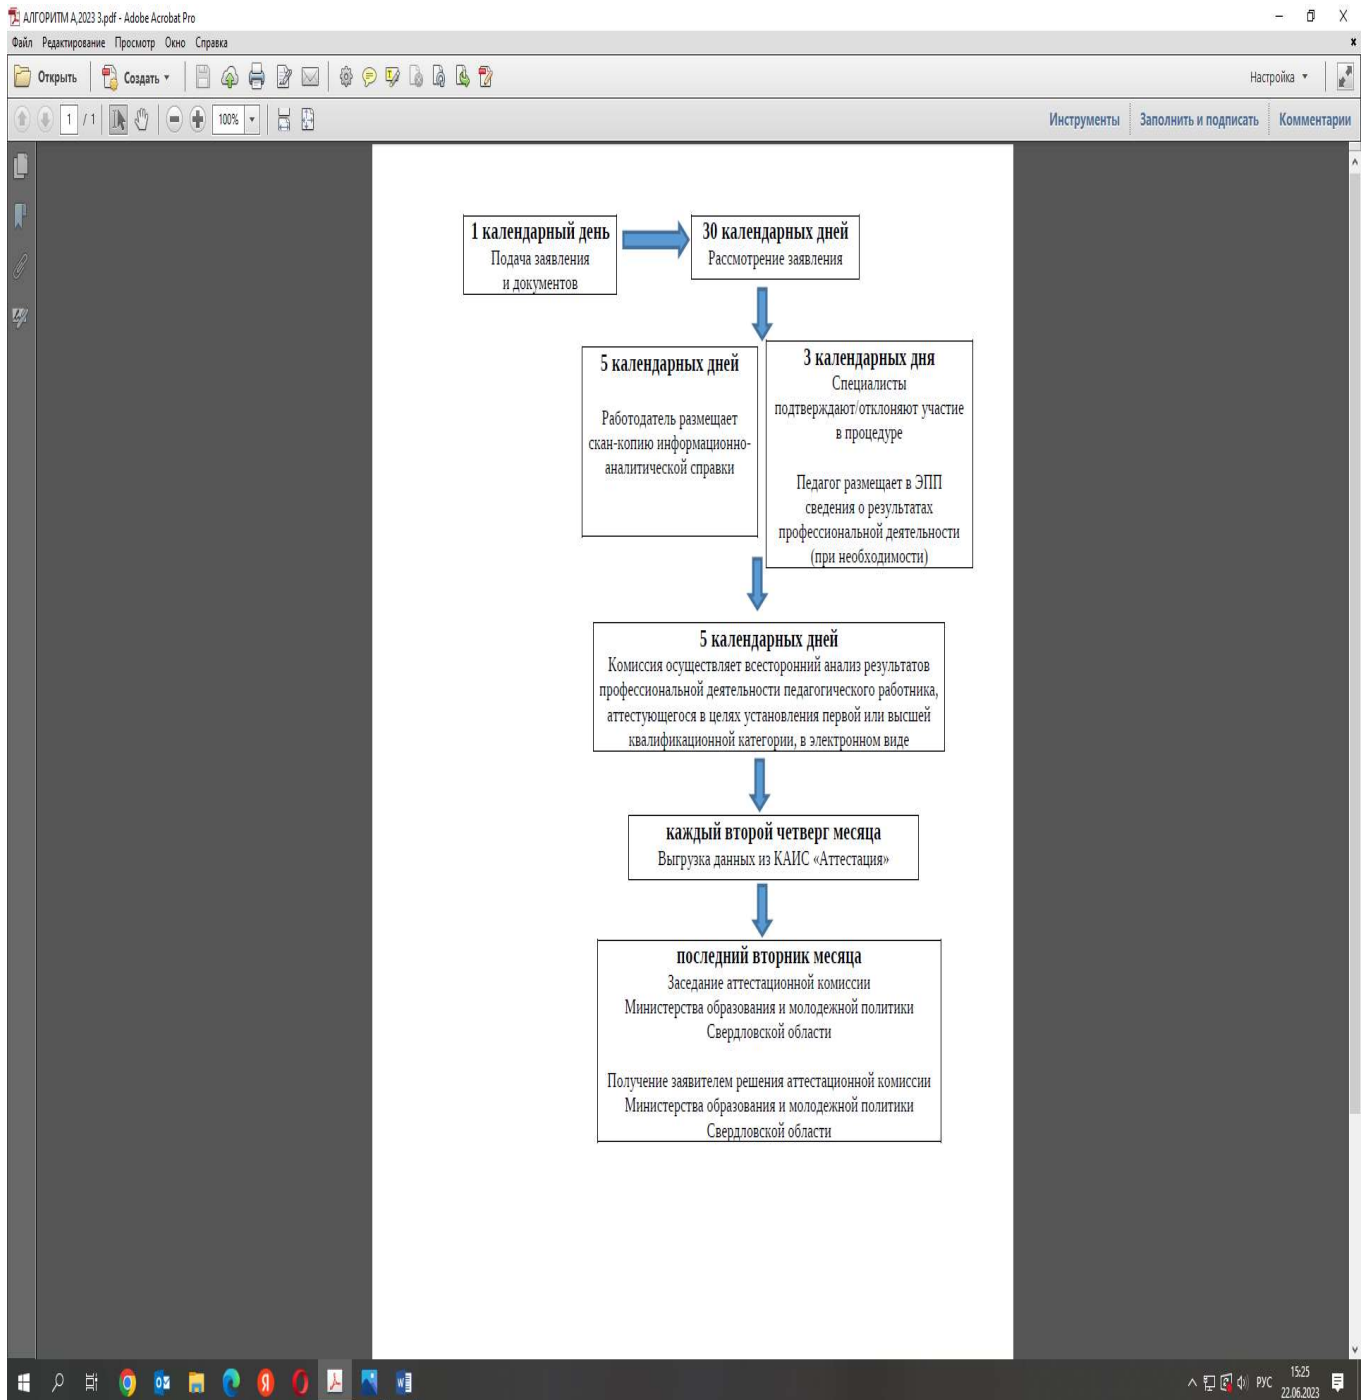 АЛГОРИТМ А,2023 3.pdf - Adobe Acrobat Pro
Файл Редактирование Просмотр Окно Справка
Открыть Создать Настройка
1 / 1 100% Инструменты Заполнить и подписать Комментарии
1 календарный день
Подача заявления
и документов
30 календарных дней
Рассмотрение заявления
5 календарных дней
Работодатель размещает
скан-копию информационно-
аналитической справки
3 календарных дня
Специалисты
подтверждают/отклоняют участие
в процедуре
Педагог размещает в ЭПП
сведения о результатах
профессиональной деятельности
(при необходимости)
5 календарных дней
Комиссия осуществляет всесторонний анализ результатов
профессиональной деятельности педагогического работника,
аттестующегося в целях установления первой или высшей
квалификационной категории, в электронном виде
каждый второй четверг месяца
Выгрузка данных из КАИС «Аттестация»
последний вторник месяца
Заседание аттестационной комиссии
Министерства образования и молодежной политики
Свердловской области
Получение заявителем решения аттестационной комиссии
Министерства образования и молодежной политики
Свердловской области
РУС
15:25
22.06.2023